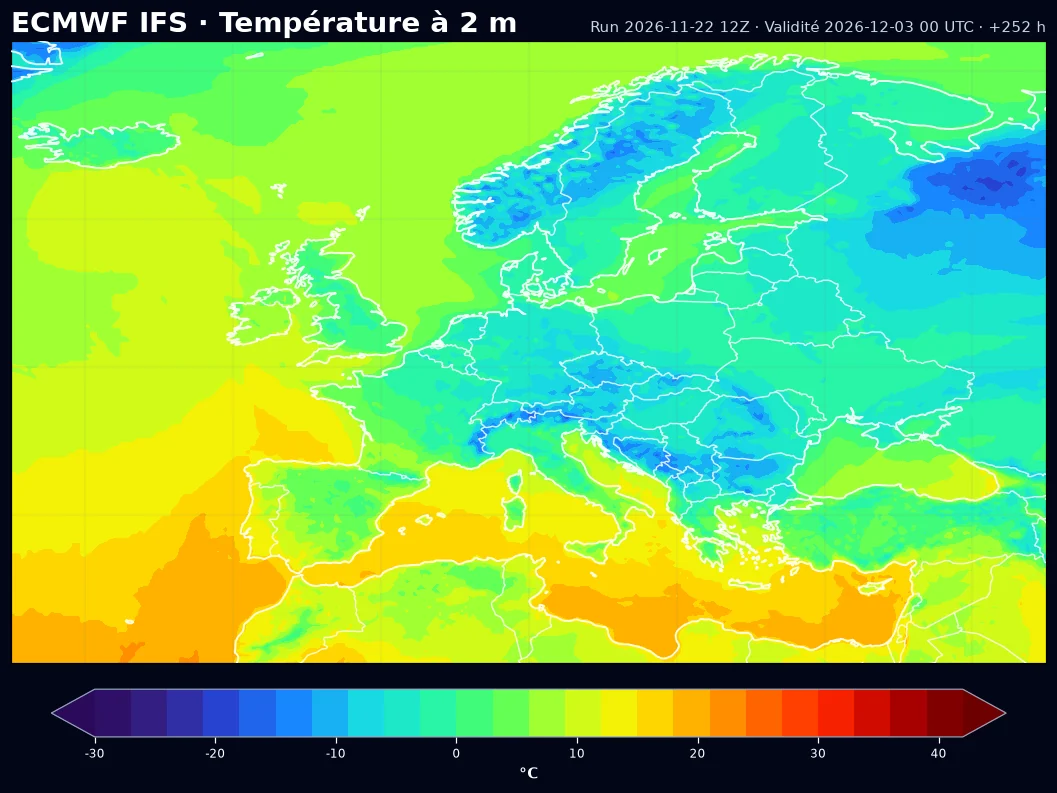 ECMWF IFS · Température à 2 m
Run 2026-11-22 12Z · Validité 2026-12-03 00 UTC · +252 h
-30 -20 -10 0 10 20 30 40
°C